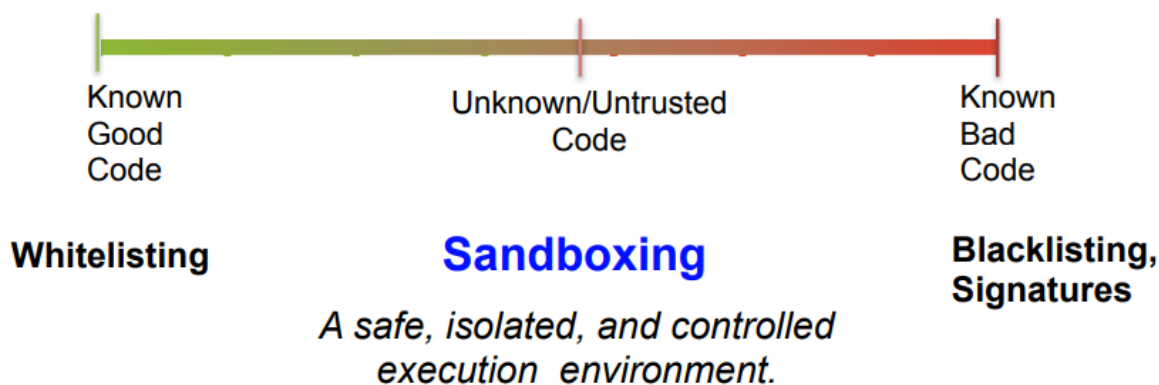 Known
Good
Code
Unknown/Untrusted
Code
Known
Bad
Code
Whitelisting
Sandboxing
Blacklisting,
Signatures
A safe, isolated, and controlled
execution environment.